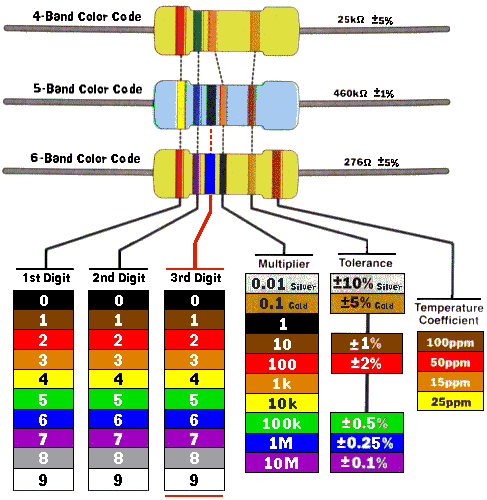 4-Band Color Code
25kΩ ±5%
5-Band Color Code
460kΩ ±1%
6-Band Color Code
276Ω ±5%
1st Digit
2nd Digit
3rd Digit
Multiplier
Tolerance
Temperature
Coefficient
0 0 0 0.01 Silver ±10% Silver
1 1 1 0.1 Gold ±5% Gold
2 2 2 1
3 3 3 10 ±1% 100ppm
4 4 4 100 ±2% 50ppm
5 5 5 1k 15ppm
6 6 6 10k 25ppm
7 7 7 100k ±0.5%
8 8 8 1M ±0.25%
9 9 9 10M ±0.1%